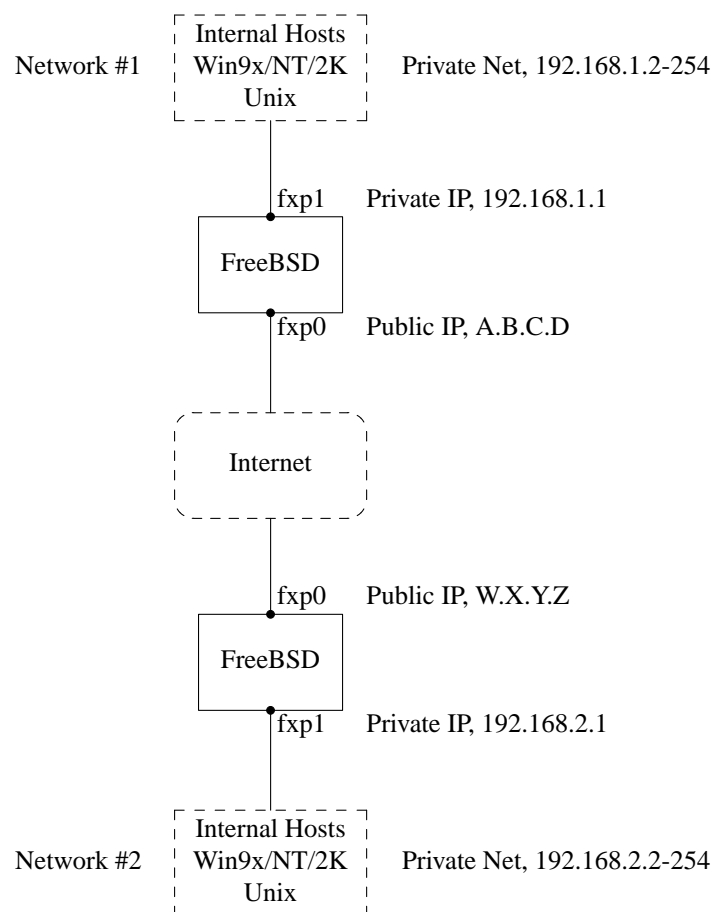 Internal Hosts
Network #1 Win9x/NT/2K Private Net, 192.168.1.2-254
Unix
fxp1 Private IP, 192.168.1.1
FreeBSD
fxp0 Public IP, A.B.C.D
Internet
fxp0 Public IP, W.X.Y.Z
FreeBSD
fxp1 Private IP, 192.168.2.1
Internal Hosts
Network #2 Win9x/NT/2K Private Net, 192.168.2.2-254
Unix